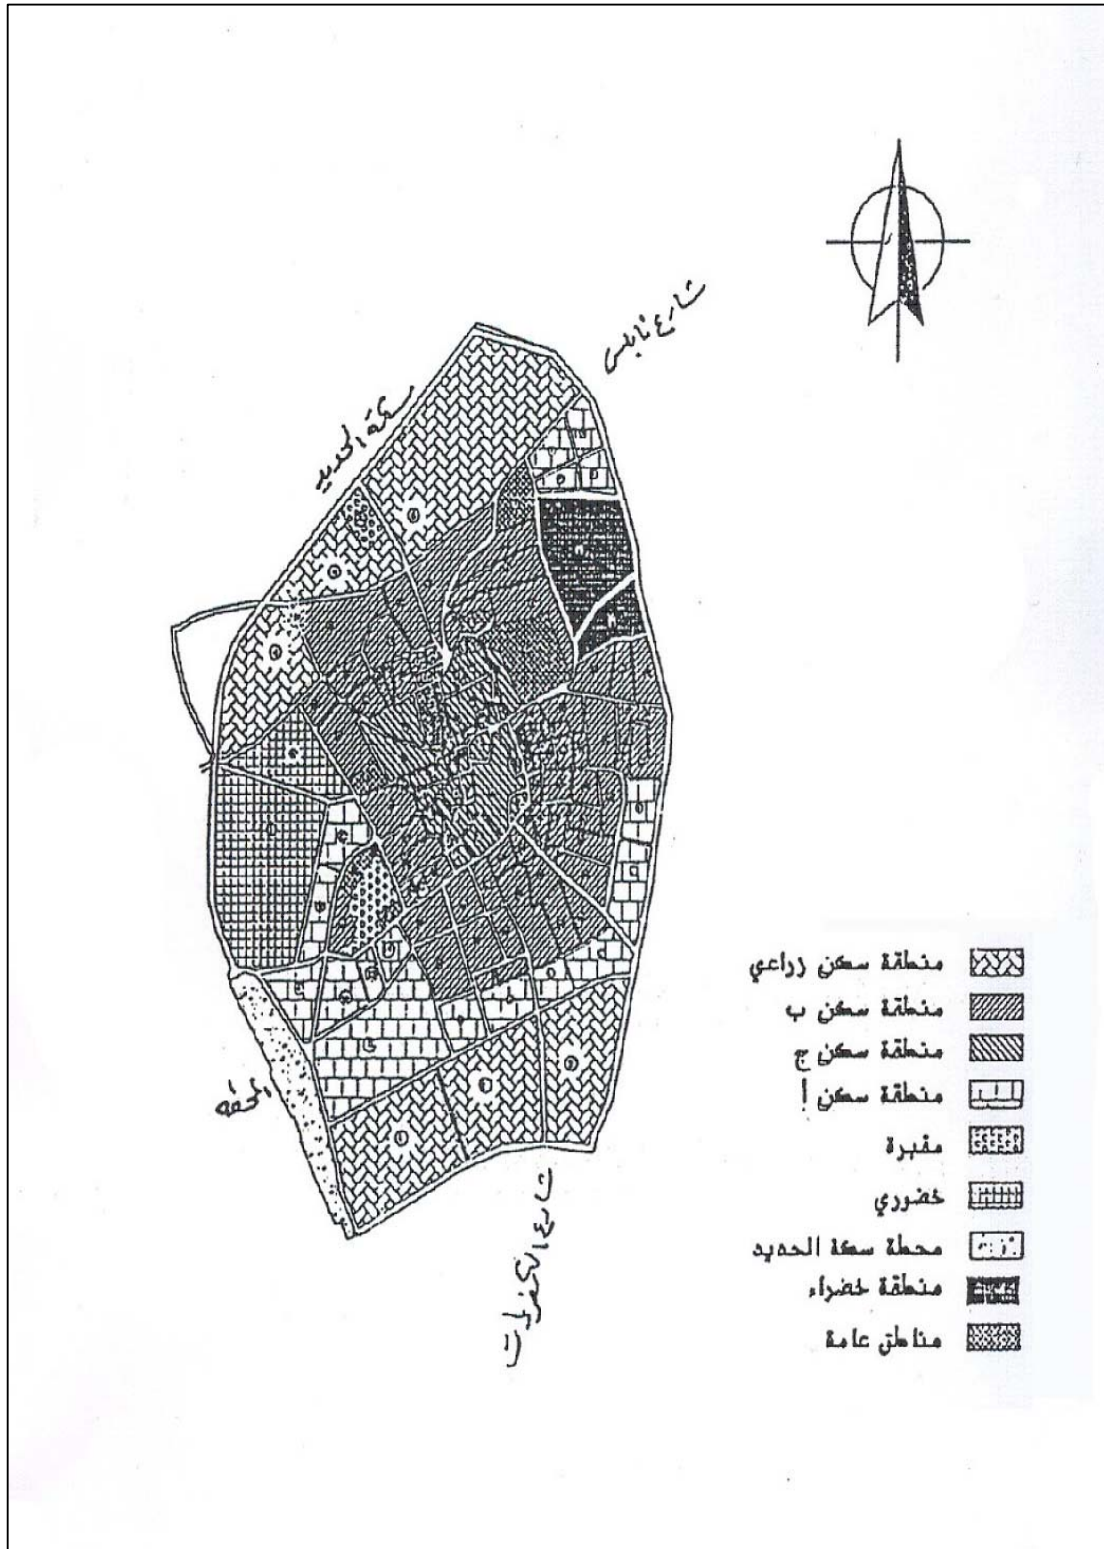 شارع نابلس
سكة الحديد
المحطه
شارع الكفريات
منطقة سكن زراعي
منطقة سكن ب
منطقة سكن ج
منطقة سكن أ
مقبرة
خضوري
محطة سكة الحديد
منطقة خضراء
مناطق عامة